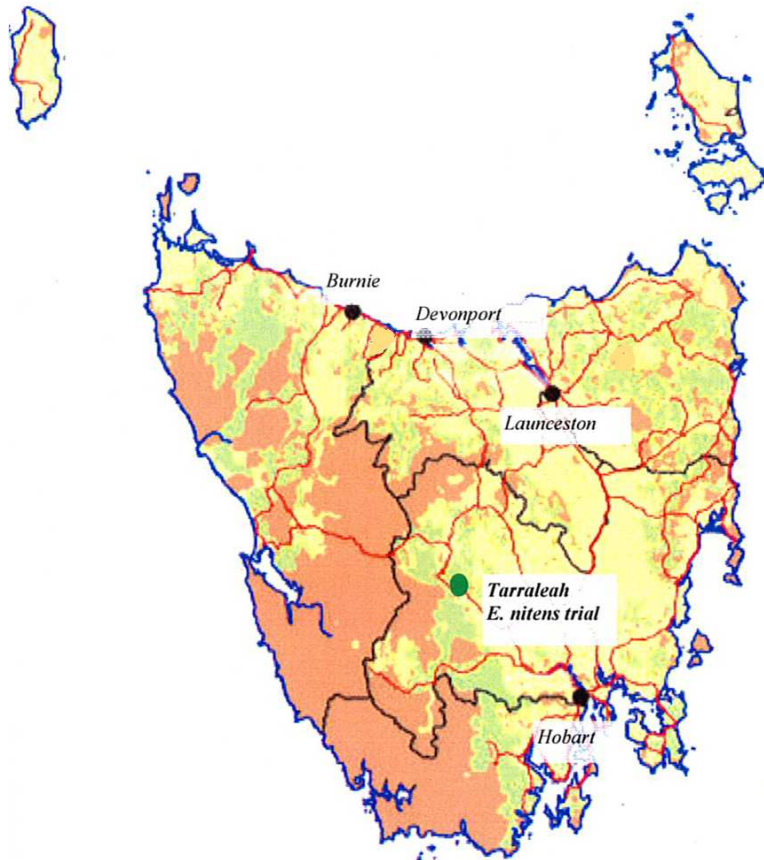 Burnie
Devonport
Launceston
Tarraleah
E. nitens trial
Hobart